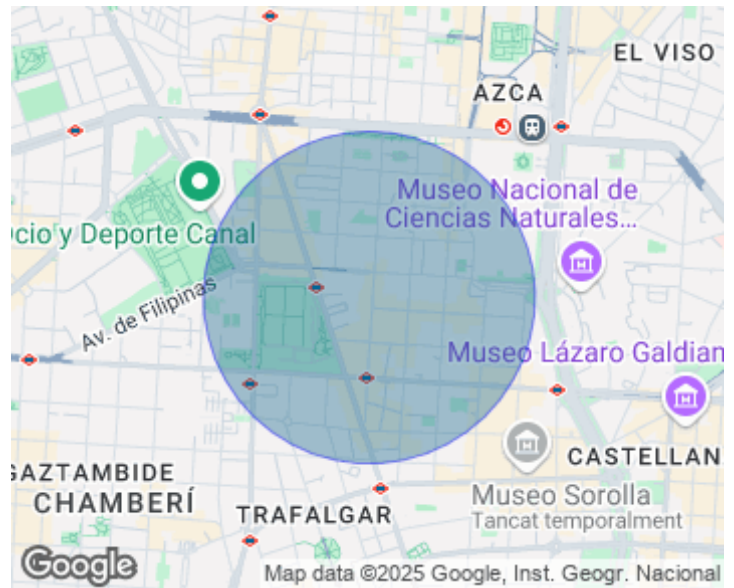 EL VISO
AZCA
Museo Nacional de
Ciencias Naturales...
cio y Deporte Canal
Av. de Filipinas
Museo Lázaro Galdian
GAZTAMBIDE
CHAMBERÍ
TRAFALGAR
CASTELLAN
Museo Sorolla
Tancat temporalment
Google
Map data ©2025 Google, Inst. Geogr. Nacional